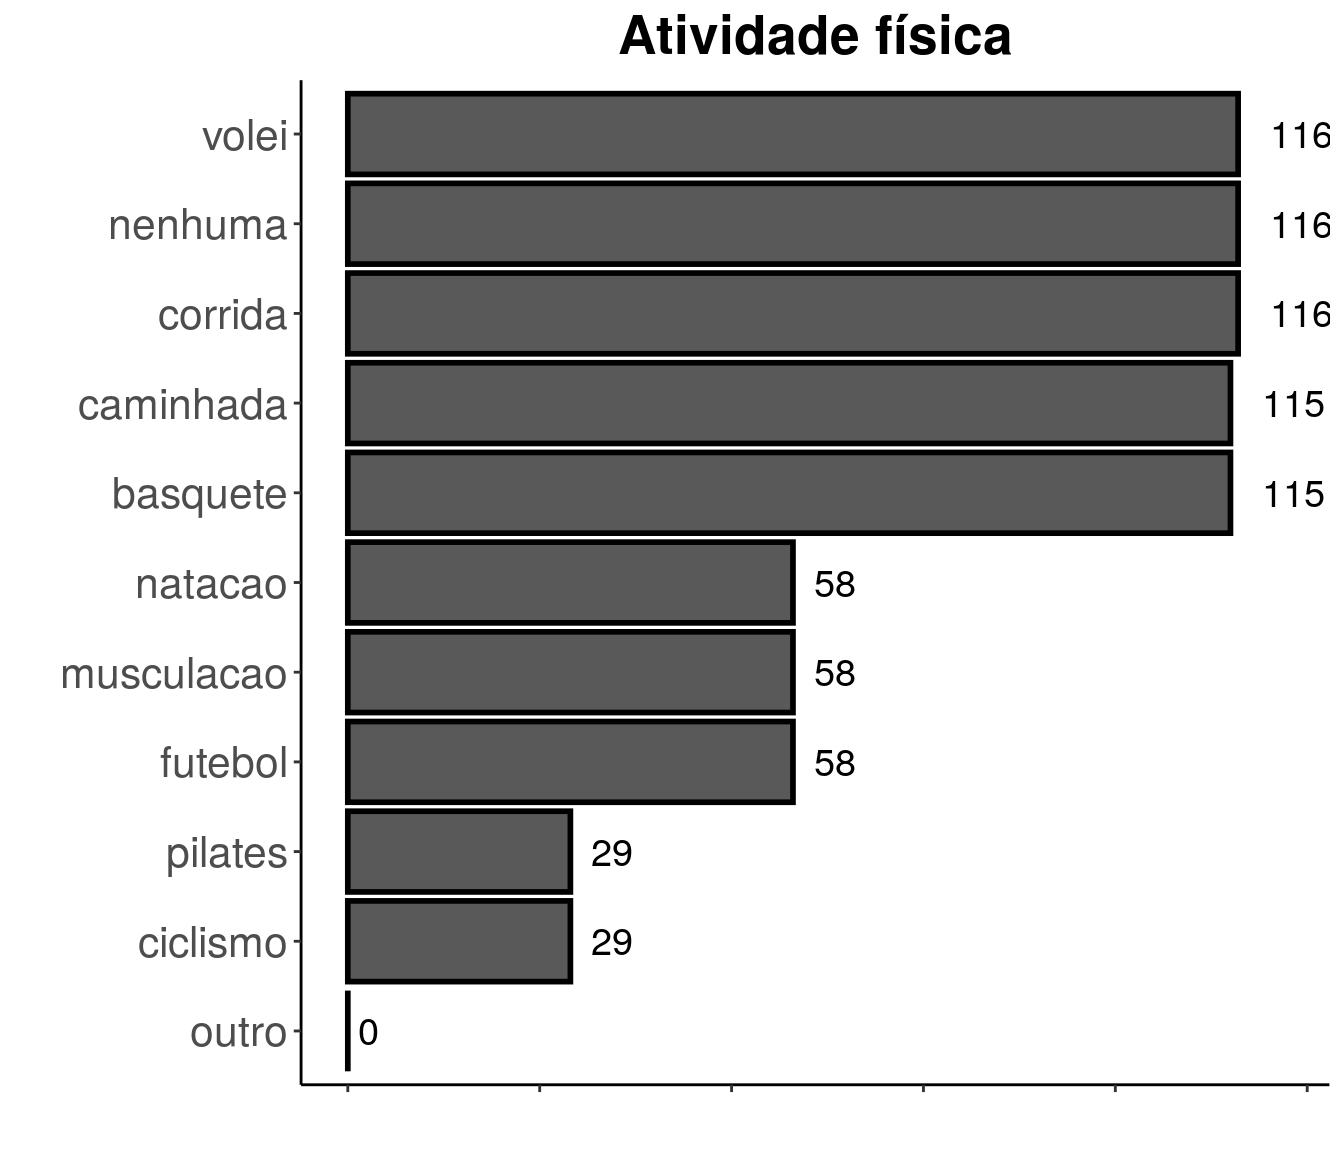 Atividade física
volei 116
nenhuma 116
corrida 116
caminhada 115
basquete 115
natacao 58
musculacao 58
futebol 58
pilates 29
ciclismo 29
outro 0